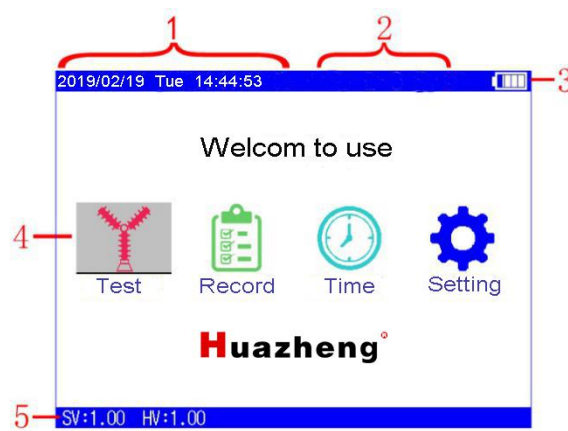 1 2
2019/02/19 Tue 14:44:53 3
Welcom to use
4
Test Record Time Setting
Huazheng
5 SV:1.00 HV:1.00